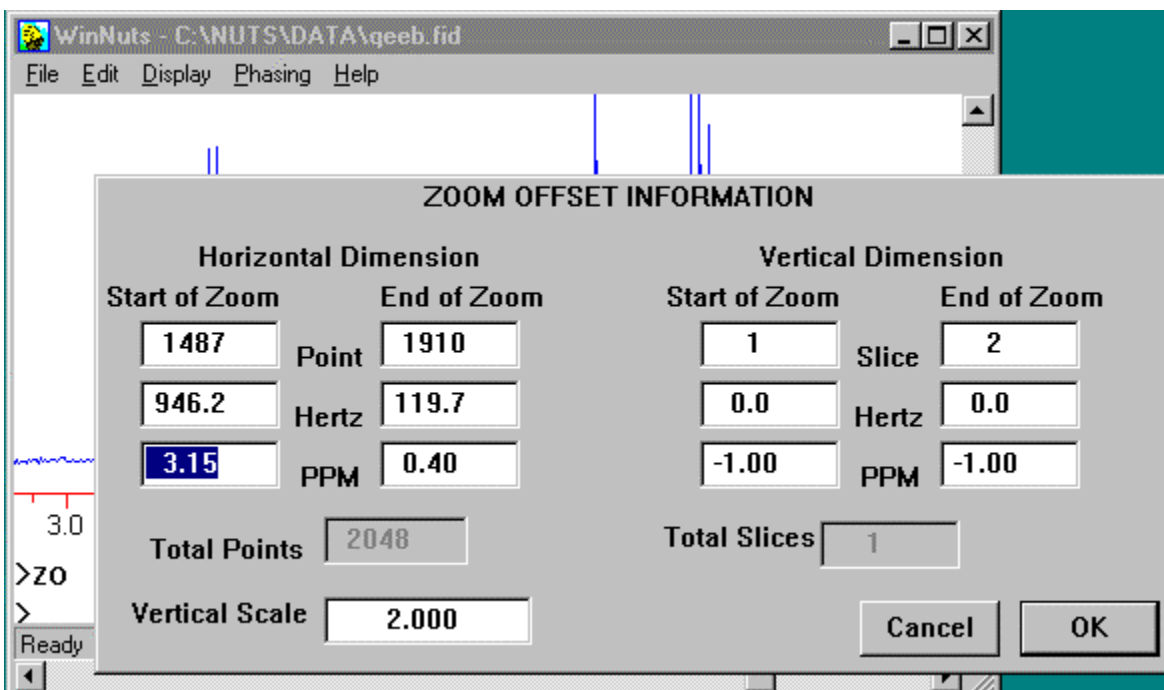 WinNuts - C:\NUTS\DATA\qeeb.fid
File Edit Display Phasing Help
ZOOM OFFSET INFORMATION
Horizontal Dimension Vertical Dimension
Start of Zoom End of Zoom Start of Zoom End of Zoom
1487 Point 1910 1 Slice 2
946.2 Hertz 119.7 0.0 Hertz 0.0
3.15 PPM 0.40 -1.00 PPM -1.00
3.0
Total Points 2048 Total Slices 1
>zo
Vertical Scale 2.000 Cancel OK
>
Ready